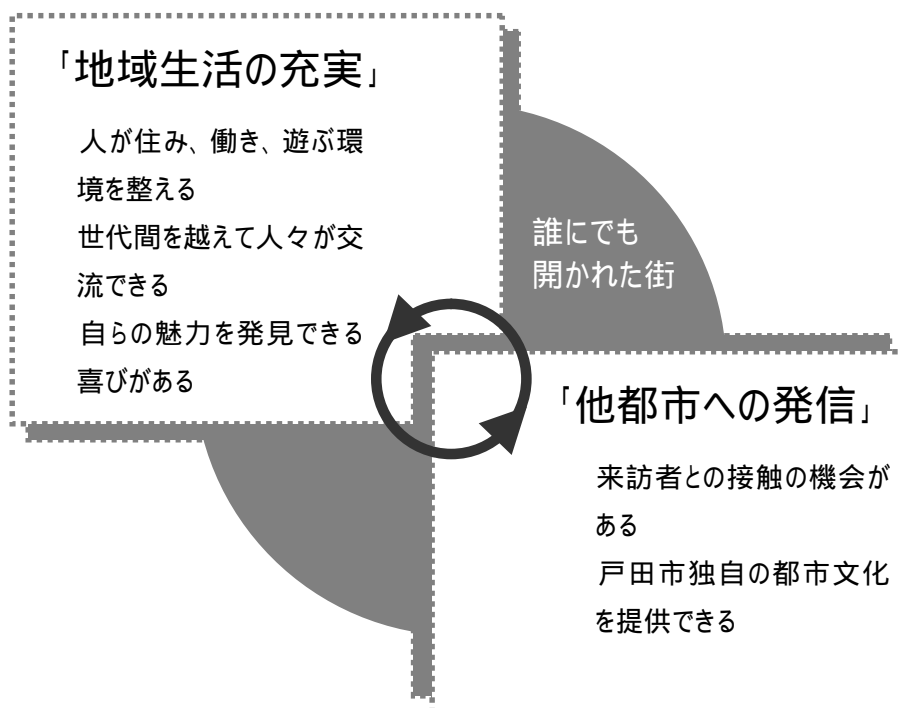 「地域生活の充実」
人が住み、働き、遊ぶ環
境を整える
世代間を越えて人々が交
流できる
自らの魅力を発見できる
喜びがある
誰にでも
開かれた街
「他都市への発信」
来訪者との接触の機会が
ある
戸田市独自の都市文化
を提供できる